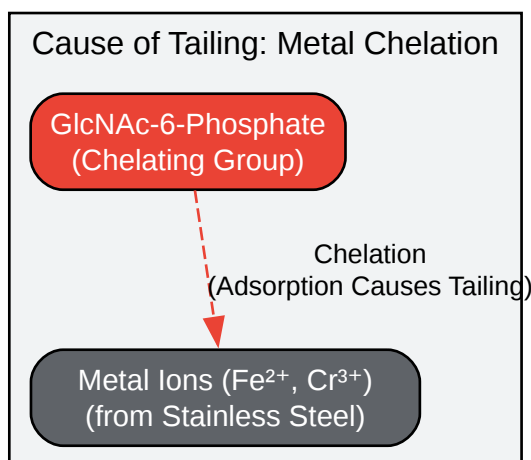 Cause of Tailing: Metal Chelation
GlcNAc-6-Phosphate
(Chelating Group)
Chelation
(Adsorption Causes Tailing)
Metal Ions (Fe²⁺, Cr³⁺)
(from Stainless Steel)